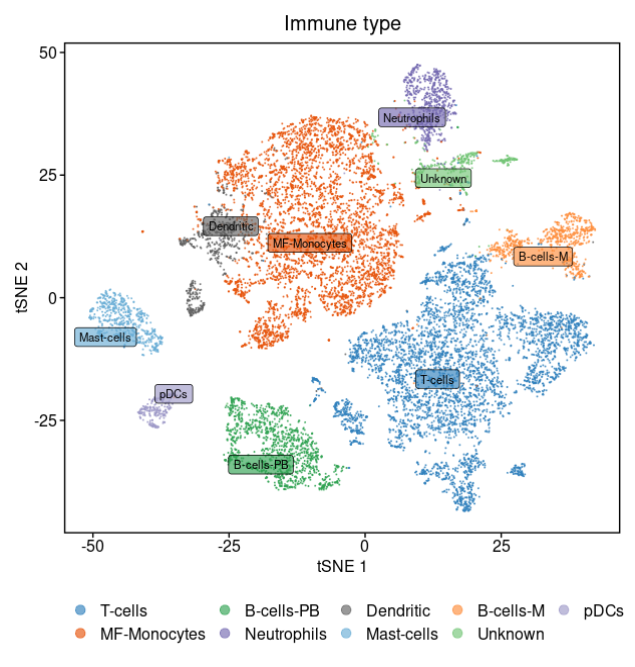 Immune type
50
Neutrophils
25
Unknown
Dendritic
MF-Monocytes
B-cells-M
tSNE 2
0
Mast-cells
T-cells
pDCs
-25
B-cells-PB
-50 -25 0 25
tSNE 1
T-cells B-cells-PB Dendritic B-cells-M pDCs
MF-Monocytes Neutrophils Mast-cells Unknown